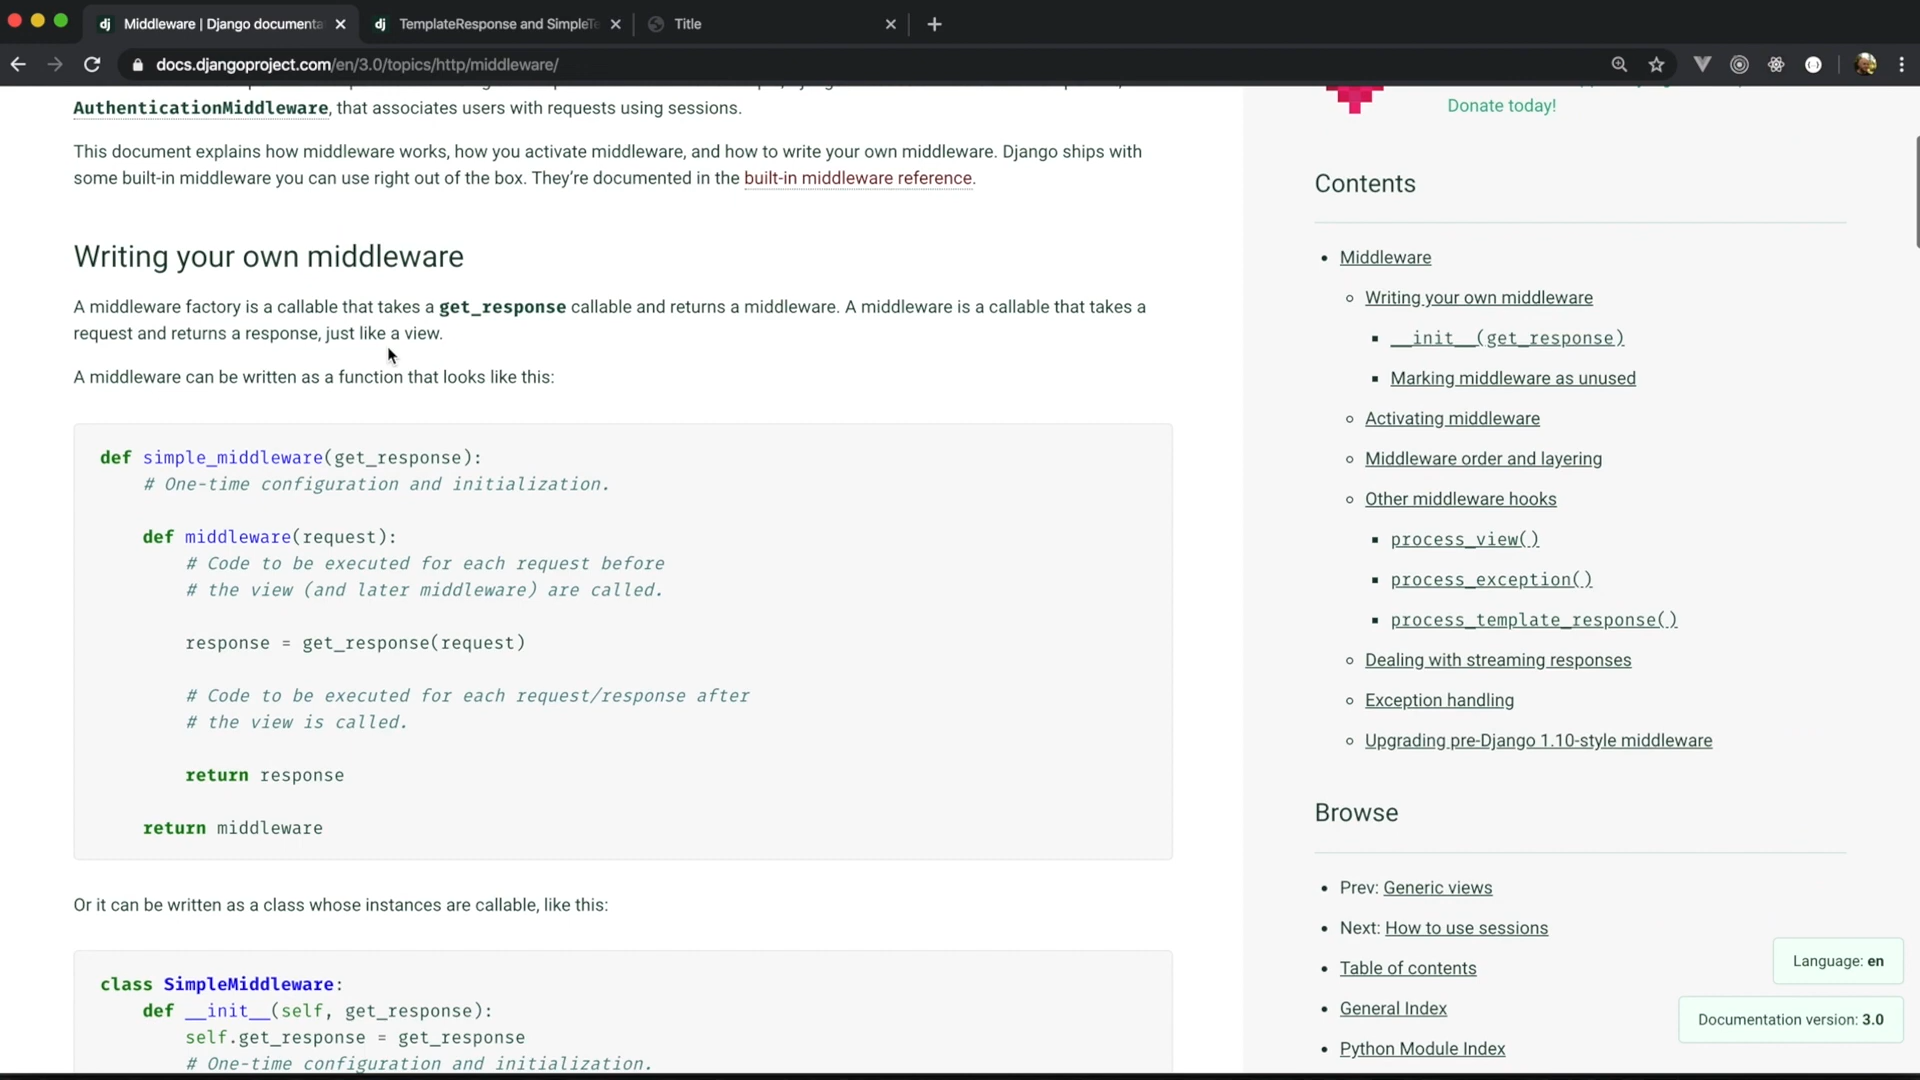 Middleware | Django documenta
TemplateResponse and SimpleTe
Title
docs.djangoproject.com/en/3.0/topics/http/middleware/
AuthenticationMiddleware, that associates users with requests using sessions.
This document explains how middleware works, how you activate middleware, and how to write your own middleware. Django ships with
some built-in middleware you can use right out of the box. They’re documented in the built-in middleware reference.
Writing your own middleware
A middleware factory is a callable that takes a get_response callable and returns a middleware. A middleware is a callable that takes a
request and returns a response, just like a view.
A middleware can be written as a function that looks like this:
def simple_middleware(get_response):
# One-time configuration and initialization.
def middleware(request):
# Code to be executed for each request before
# the view (and later middleware) are called.
response = get_response(request)
# Code to be executed for each request/response after
# the view is called.
return response
return middleware
Or it can be written as a class whose instances are callable, like this:
class SimpleMiddleware:
def __init__(self, get_response):
self.get_response = get_response
# One-time configuration and initialization.
Donate today!
Contents
Middleware
Writing your own middleware
__init__(get_response)
Marking middleware as unused
Activating middleware
Middleware order and layering
Other middleware hooks
process_view()
process_exception()
process_template_response()
Dealing with streaming responses
Exception handling
Upgrading pre-Django 1.10-style middleware
Browse
Prev: Generic views
Next: How to use sessions
Table of contents
General Index
Python Module Index
Language: en
Documentation version: 3.0